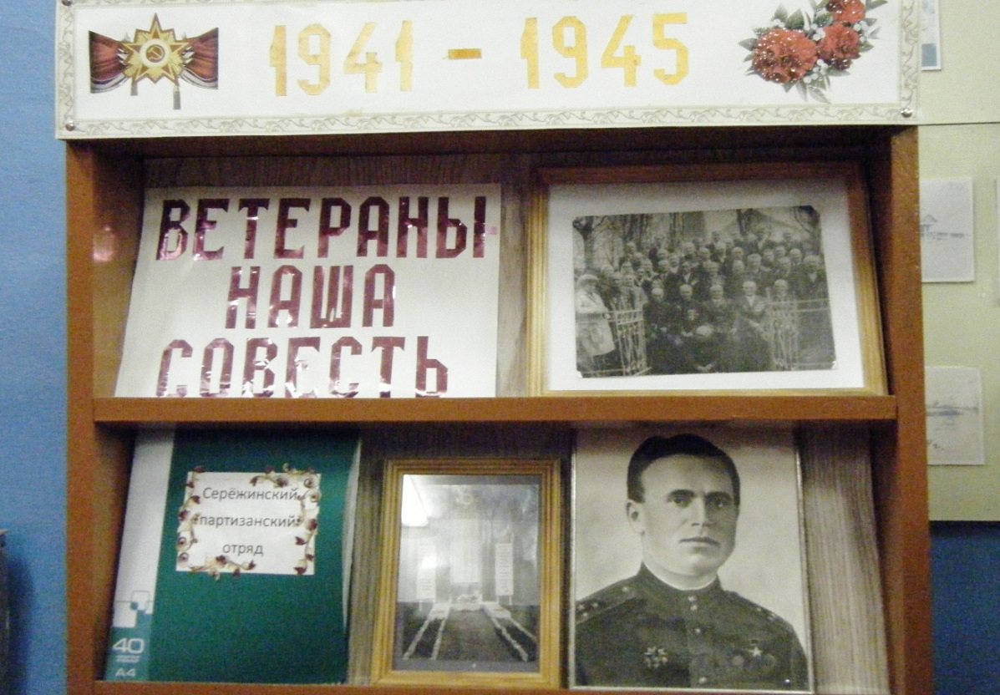 1941 - 1945
ВЕТЕРАНЫ-
НАША
СОВЕСТЬ
Серёжинский
партизанский
отряд
40
А4